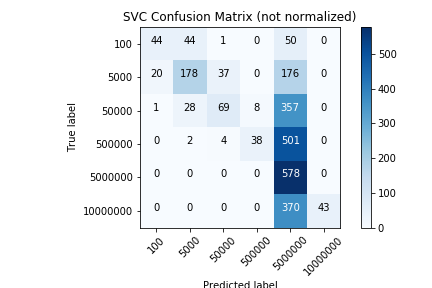 SVC Confusion Matrix (not normalized)
True label
100 44 44 1 0 50 0
5000 20 178 37 0 176 0
50000 1 28 69 8 357 0
500000 0 2 4 38 501 0
5000000 0 0 0 0 578 0
10000000 0 0 0 0 370 43
100 5000 50000 500000 5000000 10000000
Predicted label
500
400
300
200
100
0